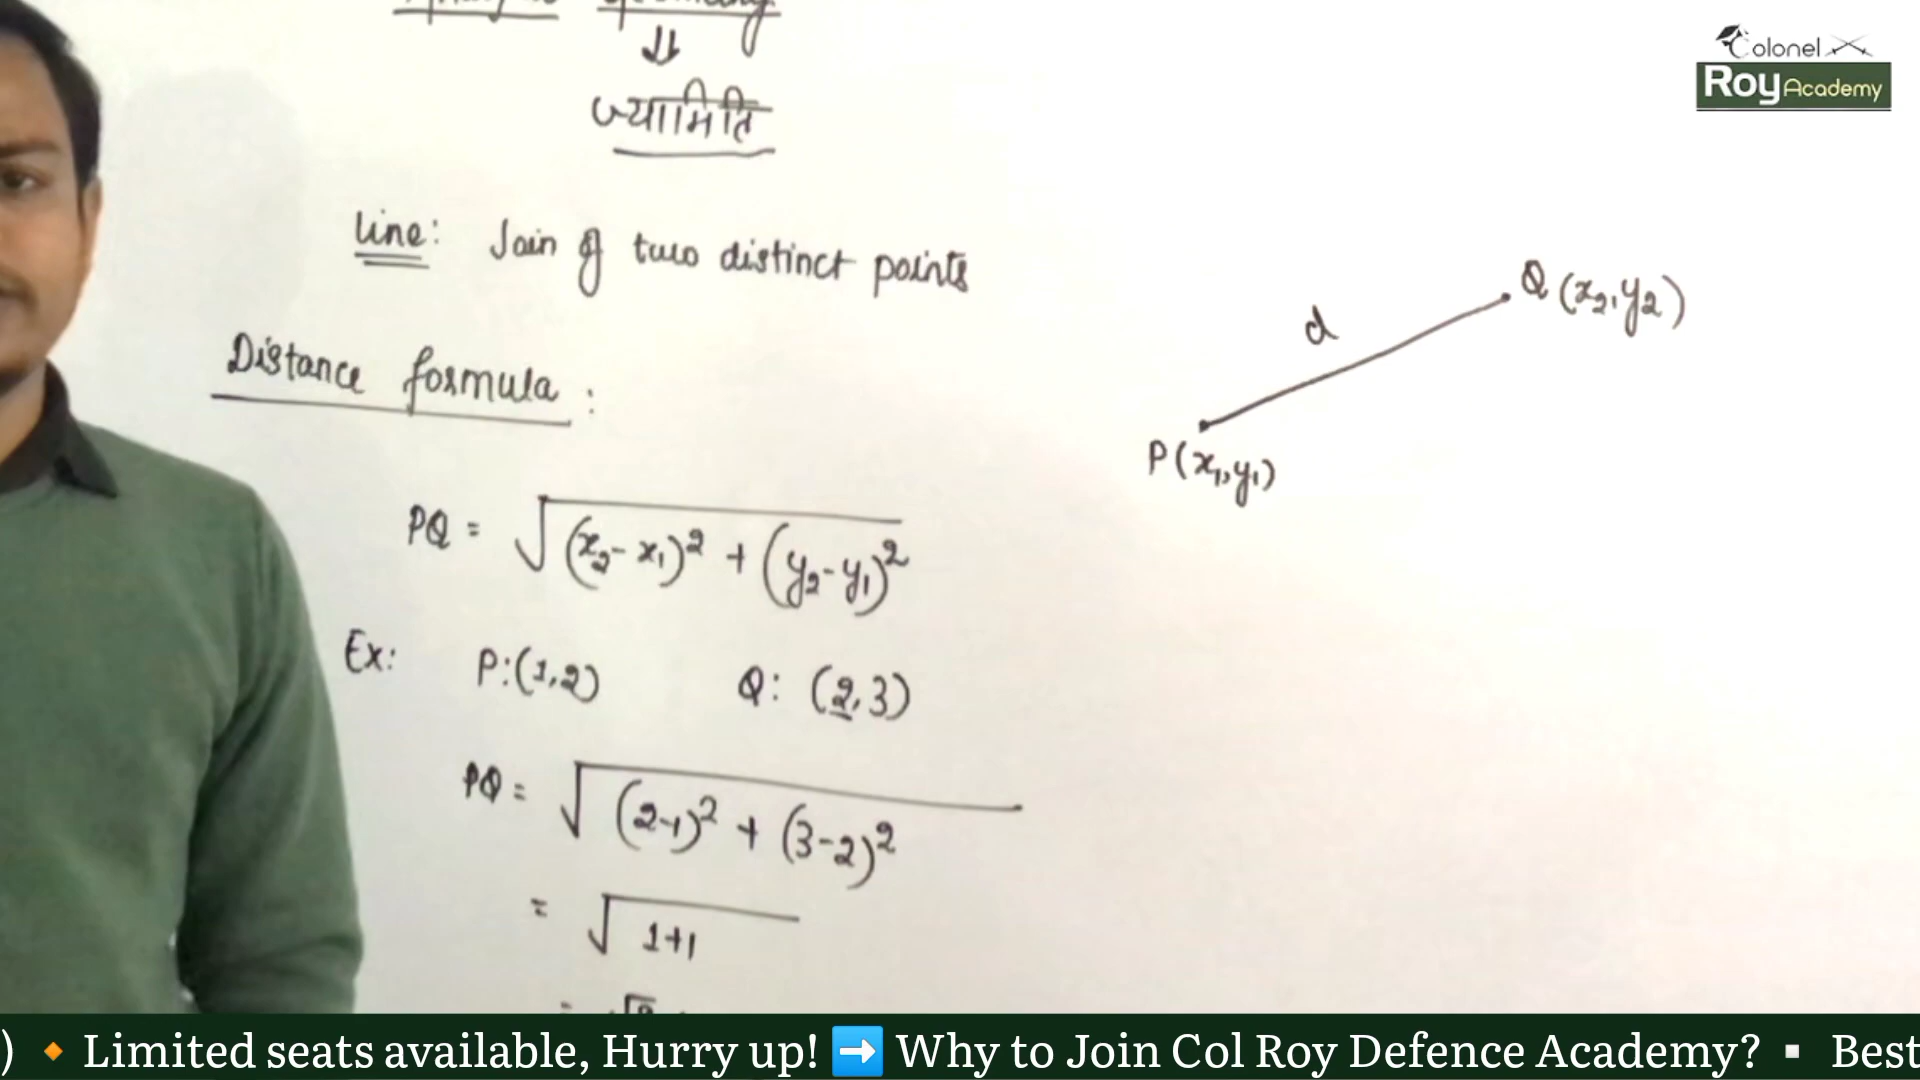 ज्यामिति
Line: Join of two distinct points
Distance formula :
PQ = √(x₂-x₁)² + (y₂-y₁)²
Ex: P:(1,2) Q: (2,3)
PQ = √(2-1)² + (3-2)²
= √1+1
=
d
Q (x₂,y₂)
P(x₁,y₁)
Colonel
Roy Academy
) 🔸 Limited seats available, Hurry up! ➡️ Why to Join Col Roy Defence Academy? ▫️ Best